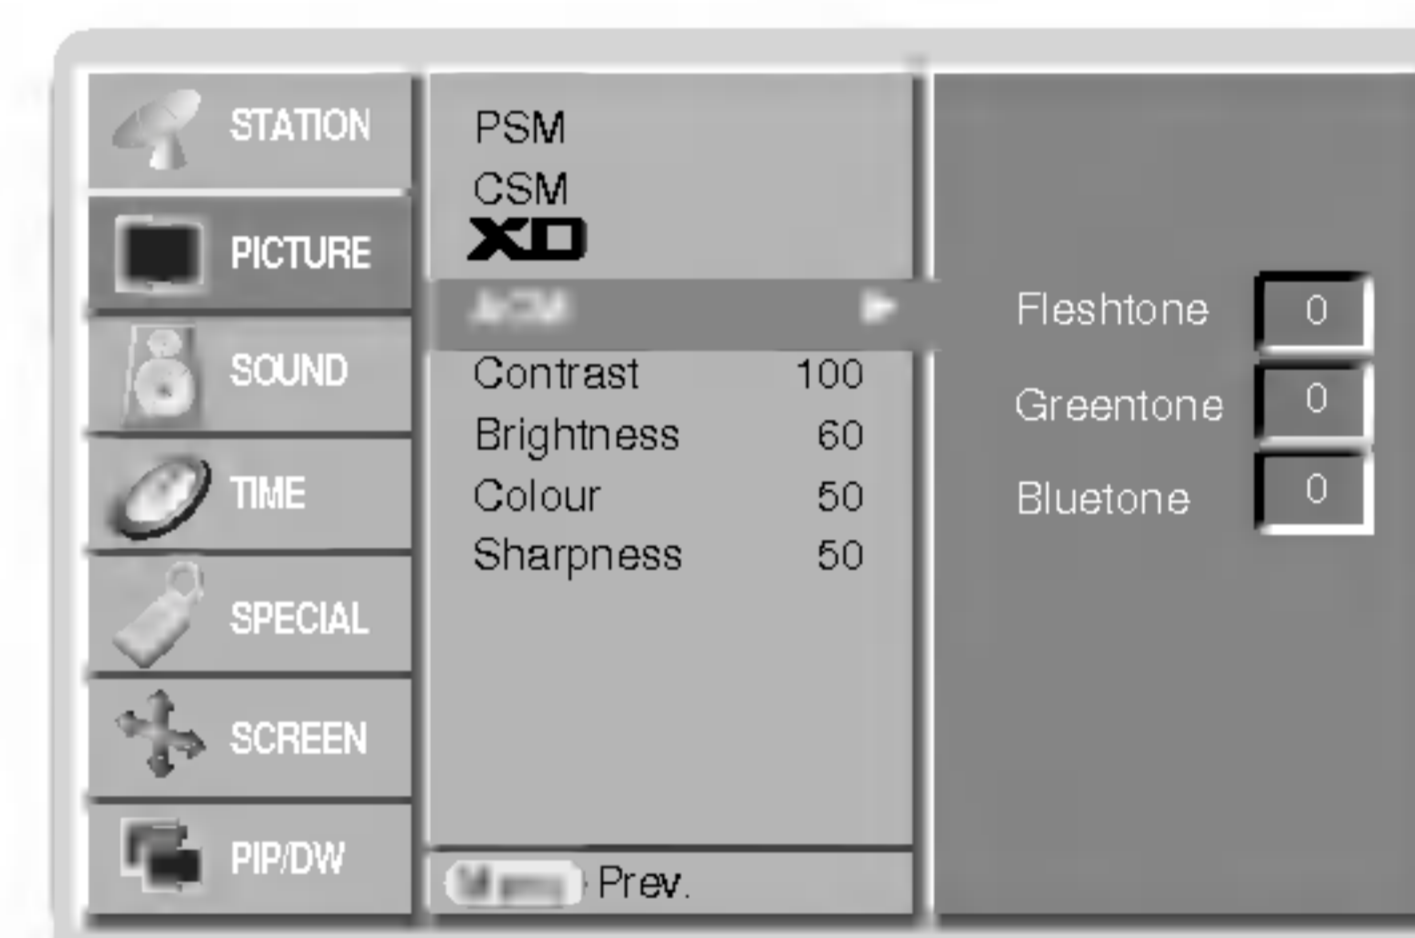 STATION
PICTURE
SOUND
TIME
SPECIAL
SCREEN
PIP/DW
PSM
CSM
XD
ACM
Contrast 100
Brightness 60
Colour 50
Sharpness 50
Prev.
Fleshtone 0
Greentone 0
Bluetone 0